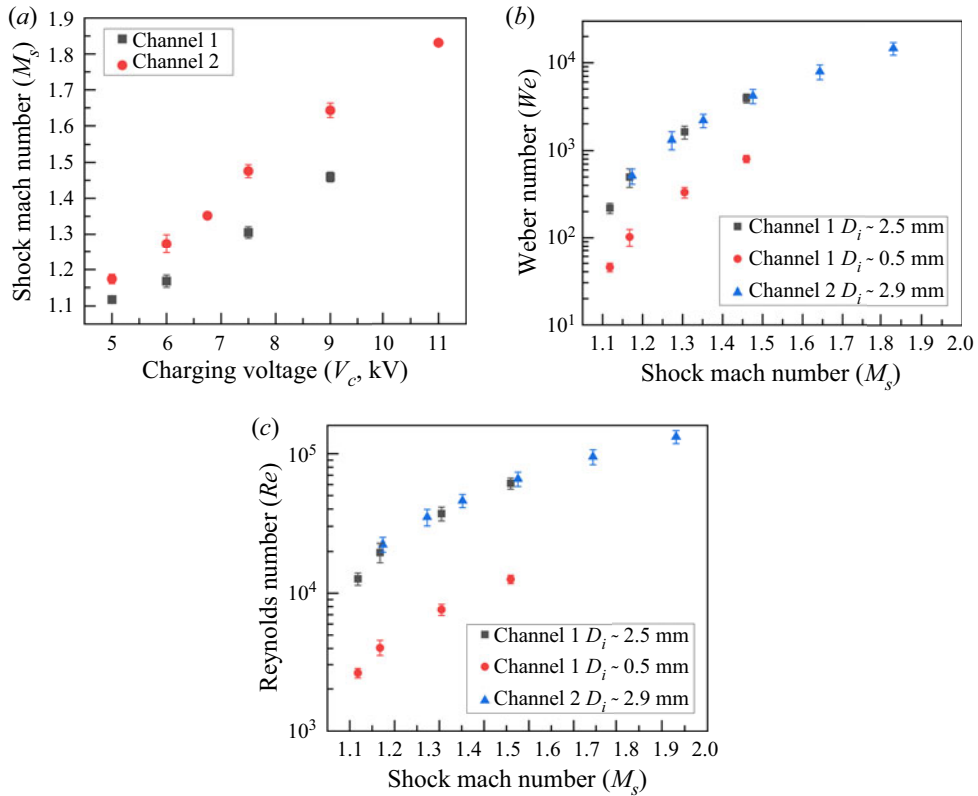 (a)
1.9
1.8
1.7
1.6
1.5
1.4
1.3
1.2
1.1
Shock mach number (Ms)
Channel 1
Channel 2
5 6 7 8 9 10 11
Charging voltage (Vc, kV)
(b)
10^4
10^3
10^2
10^1
Weber number (We)
Channel 1 Di ~ 2.5 mm
Channel 1 Di ~ 0.5 mm
Channel 2 Di ~ 2.9 mm
1.1 1.2 1.3 1.4 1.5 1.6 1.7 1.8 1.9 2.0
Shock mach number (Ms)
(c)
10^5
10^4
10^3
Reynolds number (Re)
Channel 1 Di ~ 2.5 mm
Channel 1 Di ~ 0.5 mm
Channel 2 Di ~ 2.9 mm
1.1 1.2 1.3 1.4 1.5 1.6 1.7 1.8 1.9 2.0
Shock mach number (Ms)